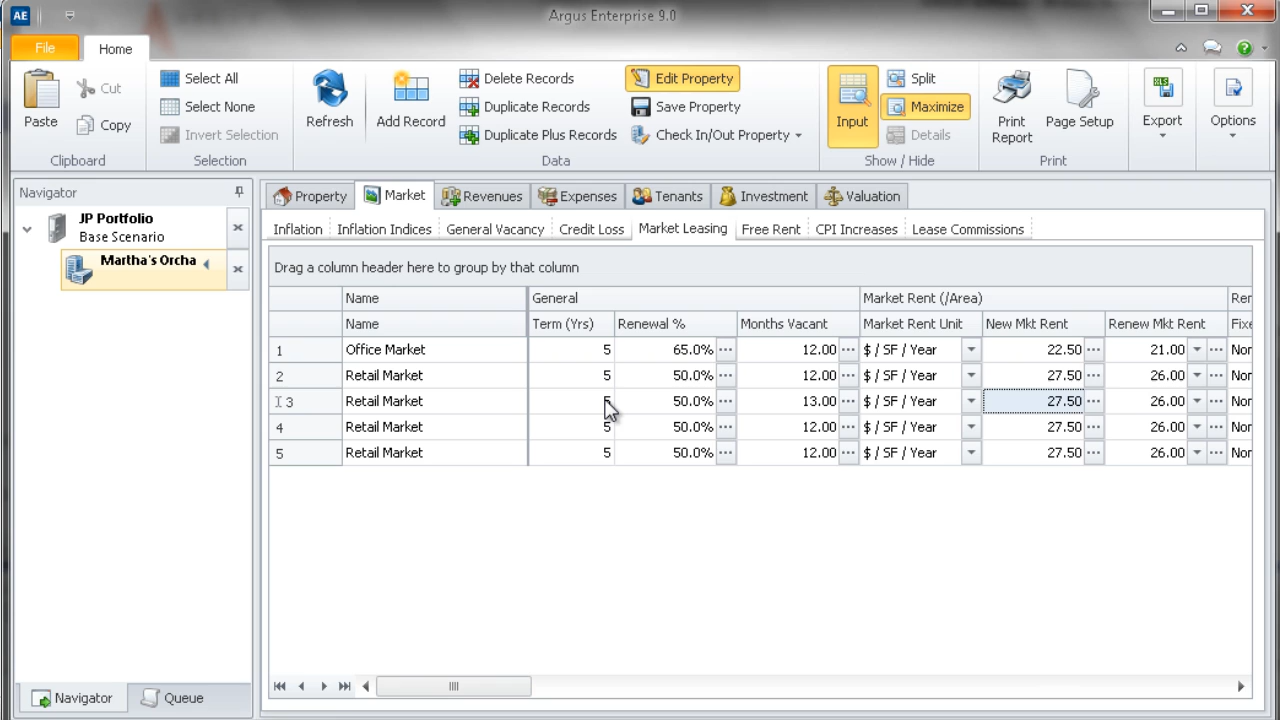 AE
Argus Enterprise 9.0
File Home
Paste
Cut
Copy
Clipboard
Select All
Select None
Invert Selection
Selection
Refresh
Add Record
Delete Records
Duplicate Records
Duplicate Plus Records
Edit Property
Save Property
Check In/Out Property
Data
Input
Split
Maximize
Details
Show / Hide
Print
Report
Page Setup
Print
XLS
Export
Options
Navigator
JP Portfolio
Base Scenario
Martha's Orcha
Property Market Revenues Expenses Tenants Investment Valuation
Inflation Inflation Indices General Vacancy Credit Loss Market Leasing Free Rent CPI Increases Lease Commissions
Drag a column header here to group by that column
Name General Market Rent (/Area) Rer
Name Term (Yrs) Renewal % Months Vacant Market Rent Unit New Mkt Rent Renew Mkt Rent Fixe
1 Office Market 5 65.0% ... 12.00 ... $ / SF / Year 22.50 ... 21.00 ... Nor
2 Retail Market 5 50.0% ... 12.00 ... $ / SF / Year 27.50 ... 26.00 ... Nor
3 Retail Market 5 50.0% ... 13.00 ... $ / SF / Year 27.50 ... 26.00 ... Nor
4 Retail Market 5 50.0% ... 12.00 ... $ / SF / Year 27.50 ... 26.00 ... Nor
5 Retail Market 5 50.0% ... 12.00 ... $ / SF / Year 27.50 ... 26.00 ... Nor
Navigator Queue